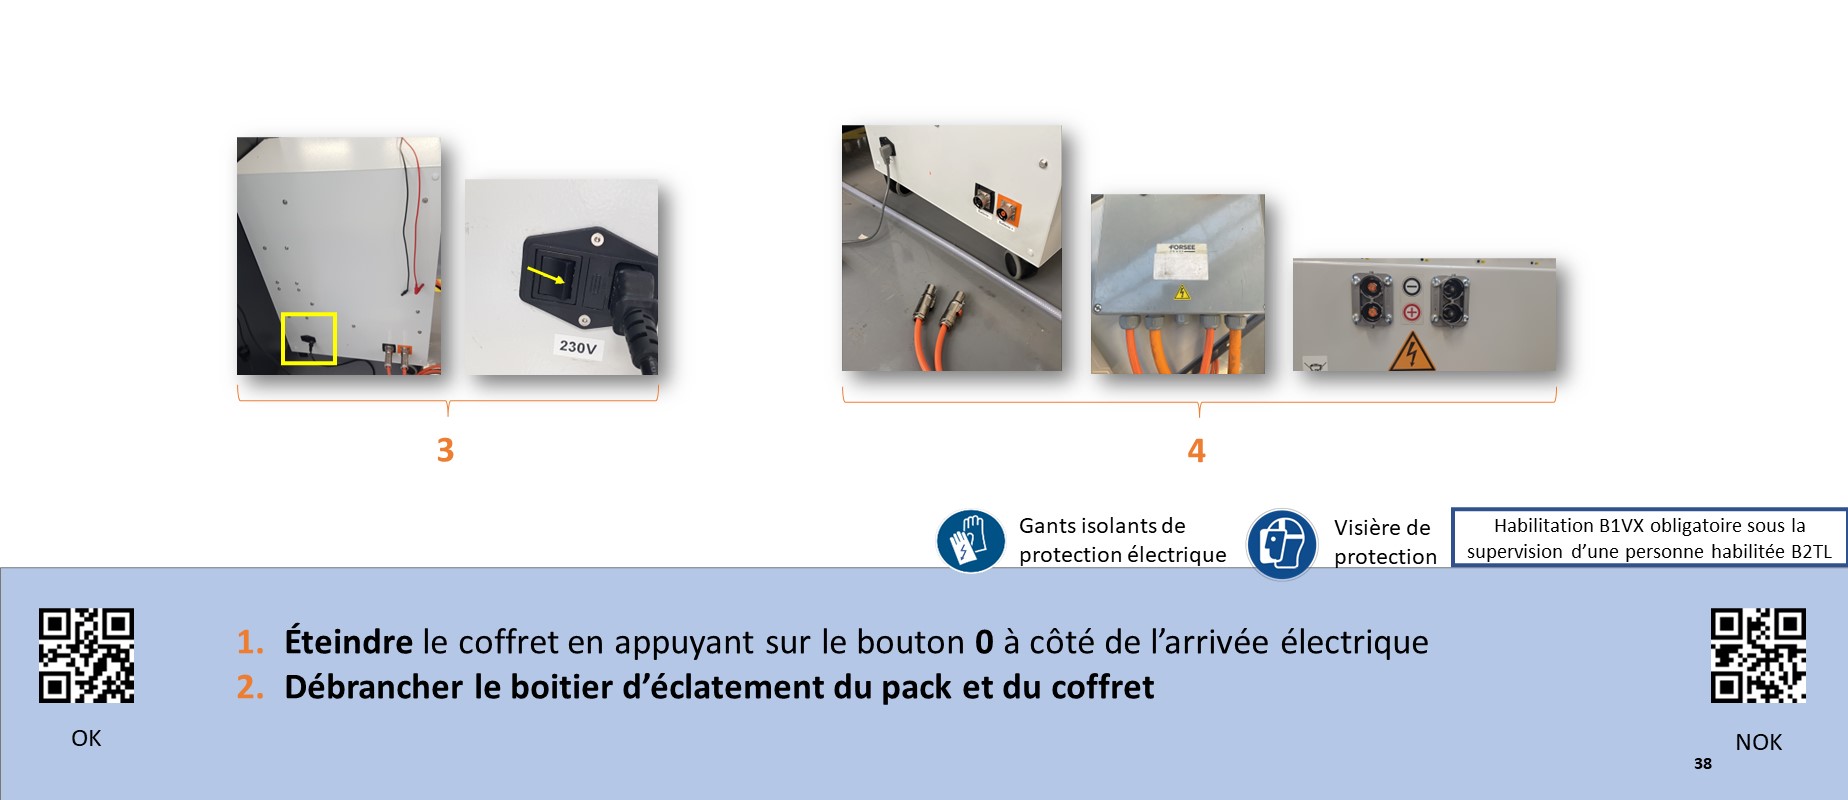 230V
FORSEE
3
4
Gants isolants de
protection électrique
Visière de
protection
Habilitation B1VX obligatoire sous la
supervision d’une personne habilitée B2TL
1. Éteindre le coffret en appuyant sur le bouton 0 à côté de l’arrivée électrique
2. Débrancher le boitier d’éclatement du pack et du coffret
OK
NOK
38